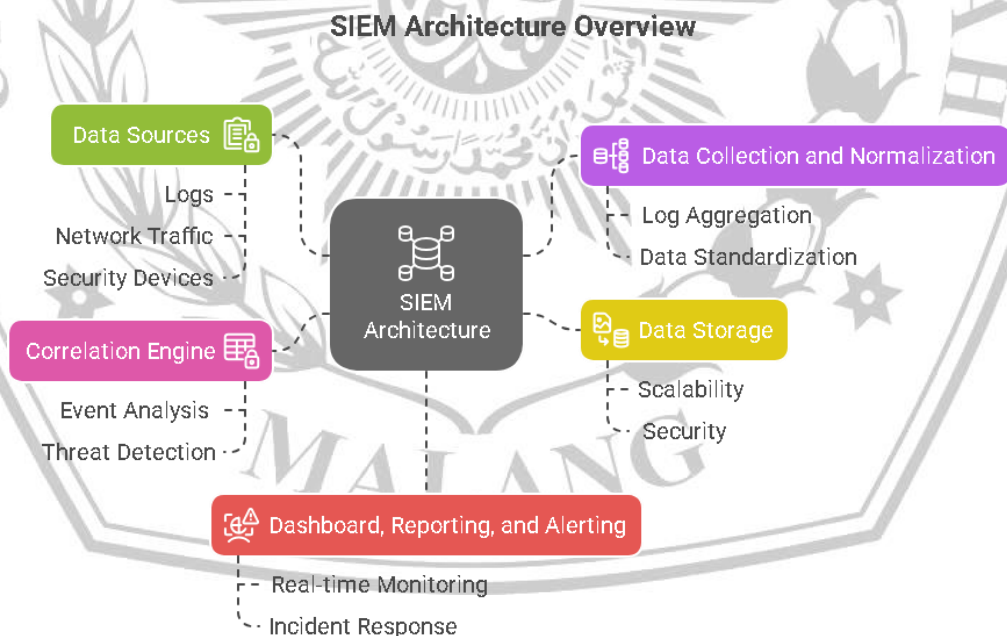 SIEM Architecture Overview
Data Sources
Logs
Network Traffic
Security Devices
Data Collection and Normalization
Log Aggregation
Data Standardization
SIEM
Architecture
Correlation Engine
Event Analysis
Threat Detection
Data Storage
Scalability
Security
MALANG
Dashboard, Reporting, and Alerting
Real-time Monitoring
Incident Response